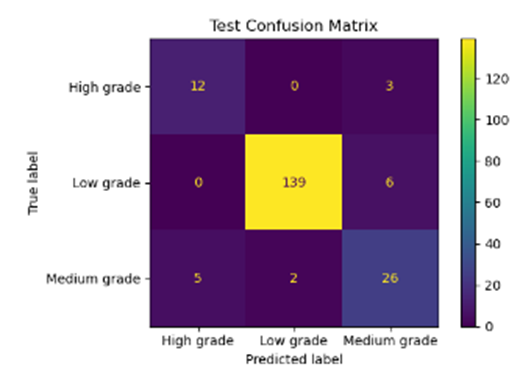 Test Confusion Matrix
High grade 12 0 3
Low grade 0 139 6
Medium grade 5 2 26
High grade Low grade Medium grade
Predicted label
True label
120
100
80
60
40
20
0